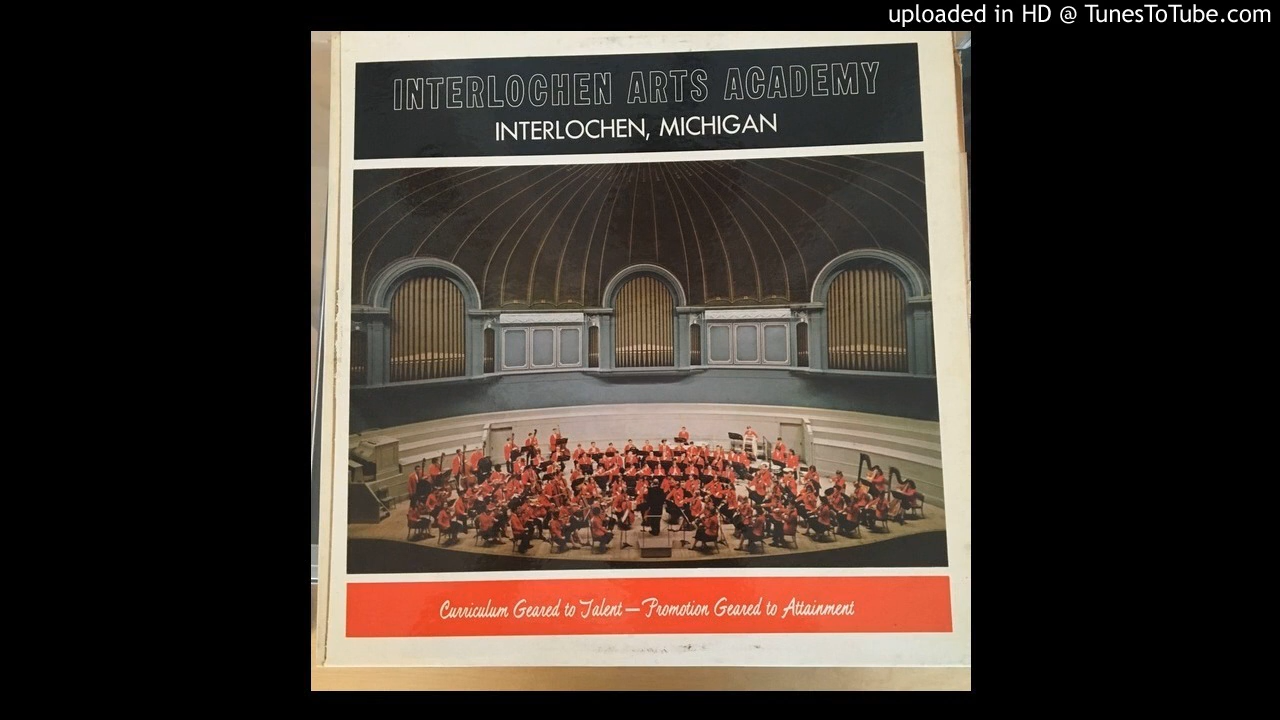 uploaded in HD @ TunesToTube.com
INTERLOCHEN ARTS ACADEMY
INTERLOCHEN, MICHIGAN
Curriculum Geared to Talent — Promotion Geared to Attainment